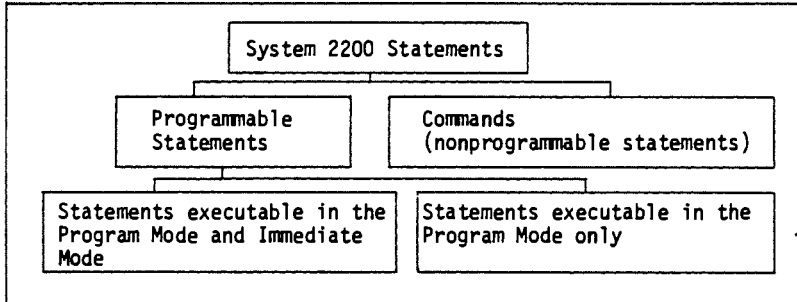 System 2200 Statements
Programmable
Statements
Commands
(nonprogrammable statements)
Statements executable in the
Program Mode and Immediate
Mode
Statements executable in the
Program Mode only